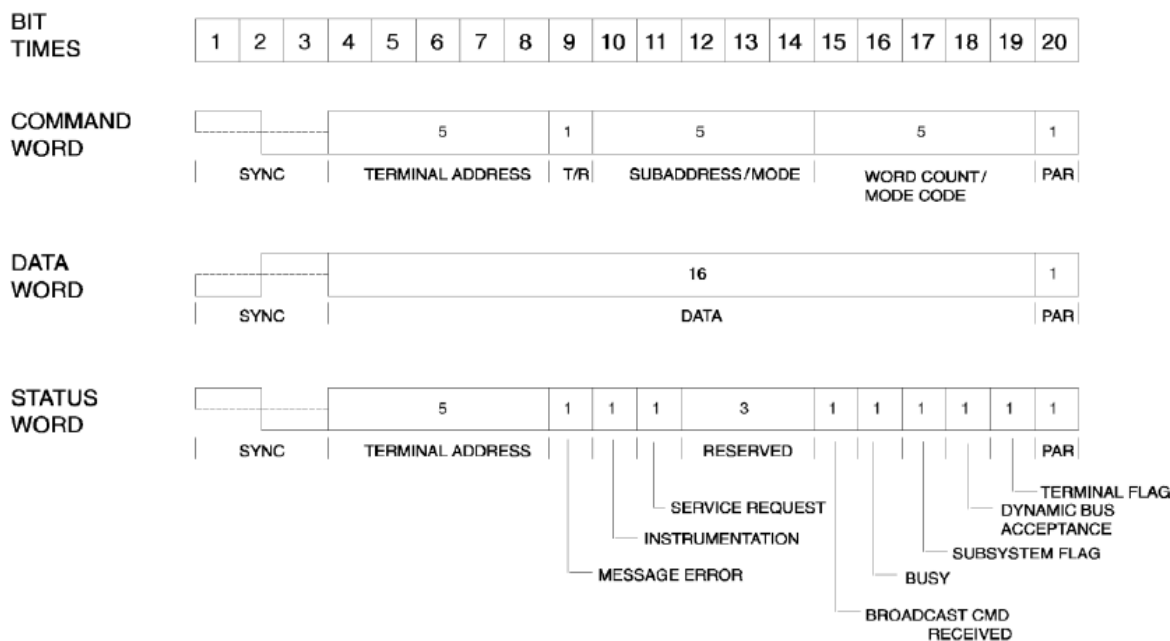 BIT
TIMES
1 2 3 4 5 6 7 8 9 10 11 12 13 14 15 16 17 18 19 20
COMMAND
WORD
5 1 5 5 1
SYNC TERMINAL ADDRESS T/R SUBADDRESS/MODE WORD COUNT/ PAR
MODE CODE
DATA
WORD
16 1
SYNC DATA PAR
STATUS
WORD
5 1 1 1 3 1 1 1 1 1 1
SYNC TERMINAL ADDRESS RESERVED PAR
TERMINAL FLAG
SERVICE REQUEST
DYNAMIC BUS
ACCEPTANCE
INSTRUMENTATION
SUBSYSTEM FLAG
MESSAGE ERROR
BUSY
BROADCAST CMD
RECEIVED